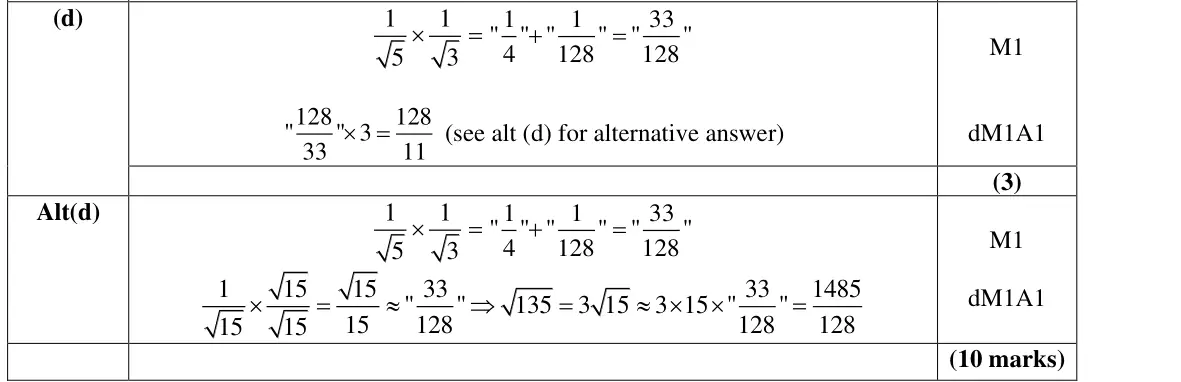 (d) 1/√5 × 1/√3 = "1/4" + "1/128" = "33/128" M1
"128/33" × 3 = 128/11 (see alt (d) for alternative answer) dM1A1
(3)
Alt(d) 1/√5 × 1/√3 = "1/4" + "1/128" = "33/128" M1
1/√15 × √15/√15 = √15/15 ≈ "33/128" ⇒ √135 = 3√15 ≈ 3×15× "33/128" = 1485/128 dM1A1
(10 marks)